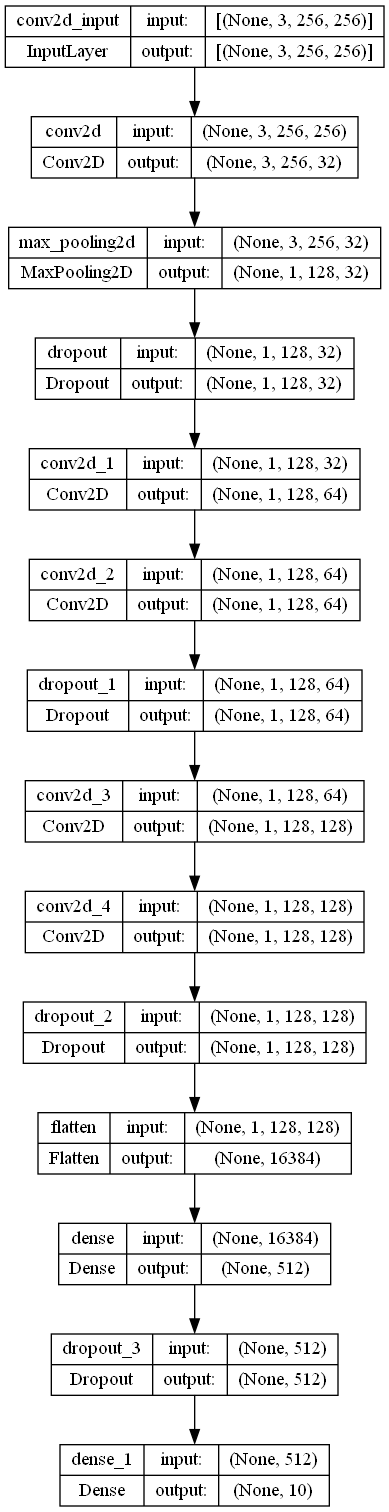 conv2d_input input: [(None, 3, 256, 256)]
InputLayer output: [(None, 3, 256, 256)]
conv2d input: (None, 3, 256, 256)
Conv2D output: (None, 3, 256, 32)
max_pooling2d input: (None, 3, 256, 32)
MaxPooling2D output: (None, 1, 128, 32)
dropout input: (None, 1, 128, 32)
Dropout output: (None, 1, 128, 32)
conv2d_1 input: (None, 1, 128, 32)
Conv2D output: (None, 1, 128, 64)
conv2d_2 input: (None, 1, 128, 64)
Conv2D output: (None, 1, 128, 64)
dropout_1 input: (None, 1, 128, 64)
Dropout output: (None, 1, 128, 64)
conv2d_3 input: (None, 1, 128, 64)
Conv2D output: (None, 1, 128, 128)
conv2d_4 input: (None, 1, 128, 128)
Conv2D output: (None, 1, 128, 128)
dropout_2 input: (None, 1, 128, 128)
Dropout output: (None, 1, 128, 128)
flatten input: (None, 1, 128, 128)
Flatten output: (None, 16384)
dense input: (None, 16384)
Dense output: (None, 512)
dropout_3 input: (None, 512)
Dropout output: (None, 512)
dense_1 input: (None, 512)
Dense output: (None, 10)